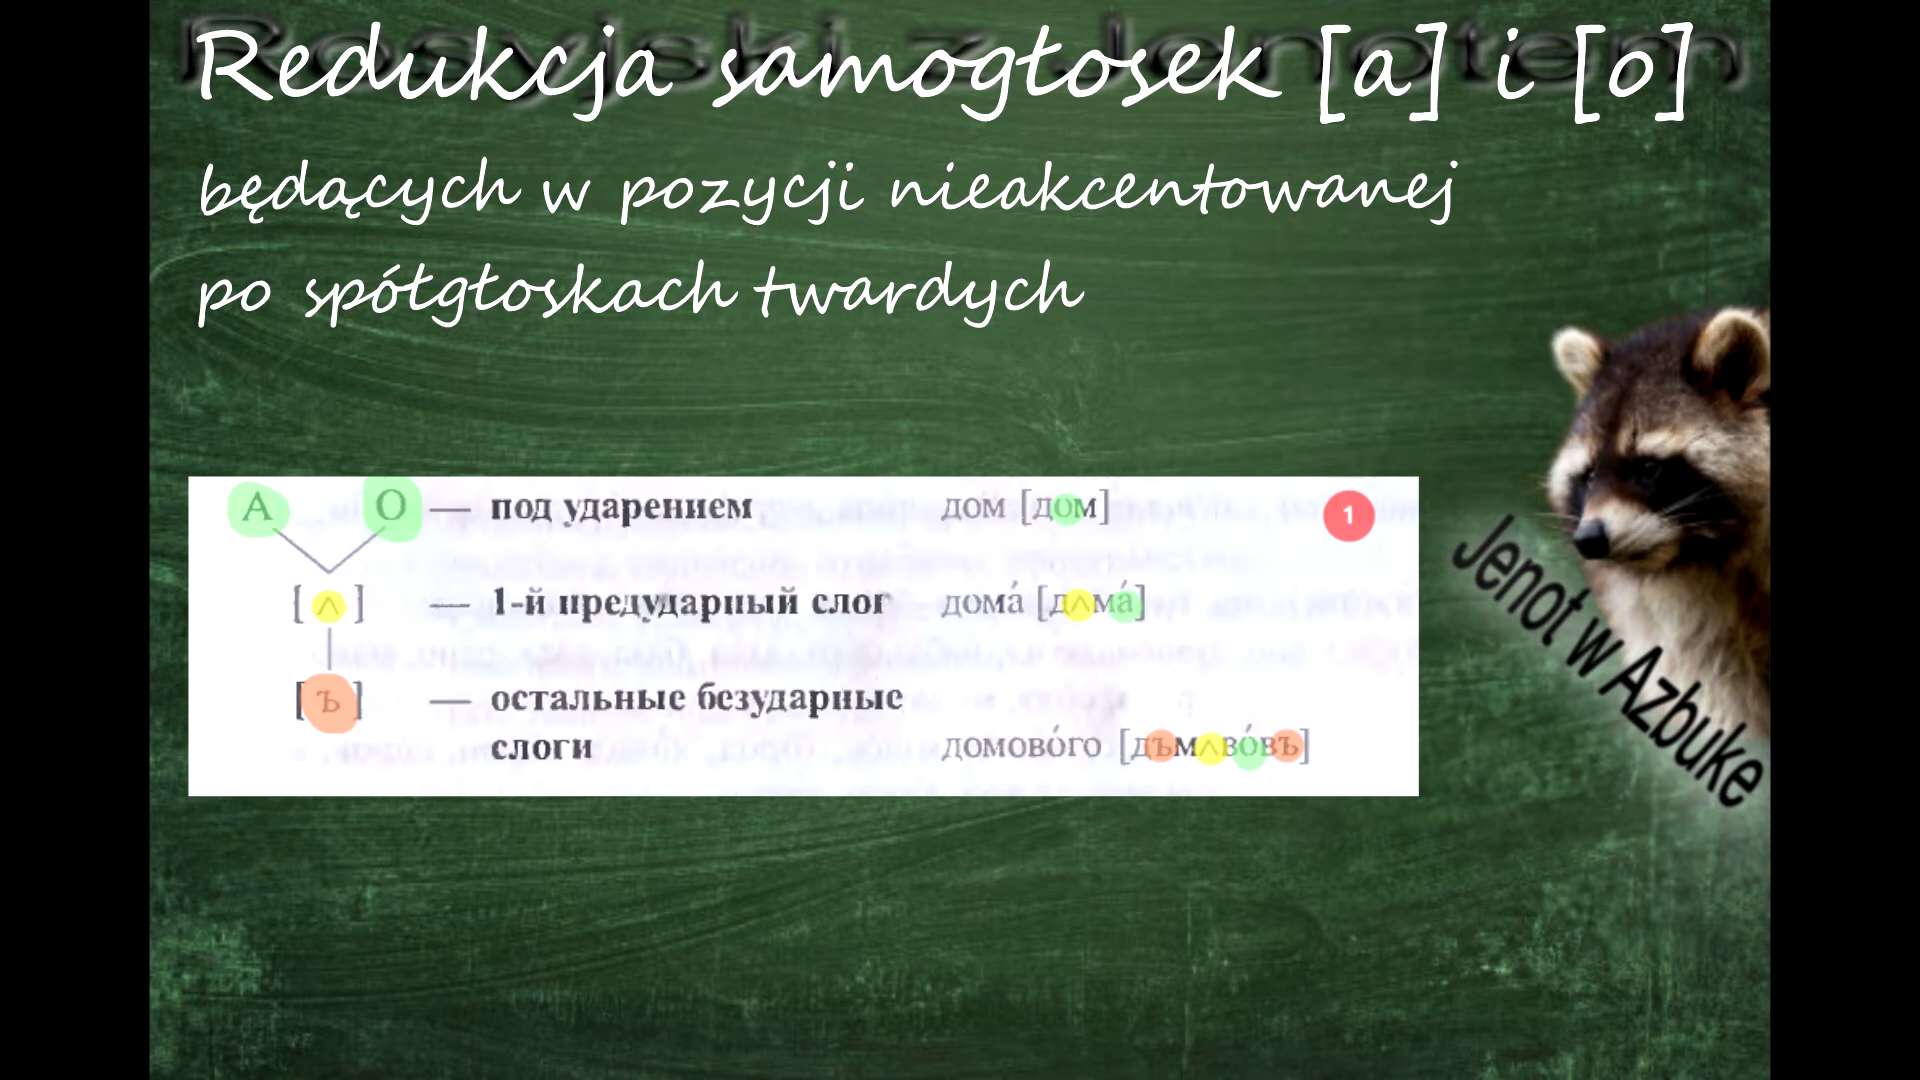 Redukcja samogłosek [a] i [o]
będących w pozycji nieakcentowanej
po spółgłoskach twardych
А О — под ударением дом [дом] 1
[ʌ] — 1-й предударный слог домá [дʌмá]
[ъ] — остальные безударные
слоги домовóго [дъмʌвóвъ]
Jenot w Azbuke